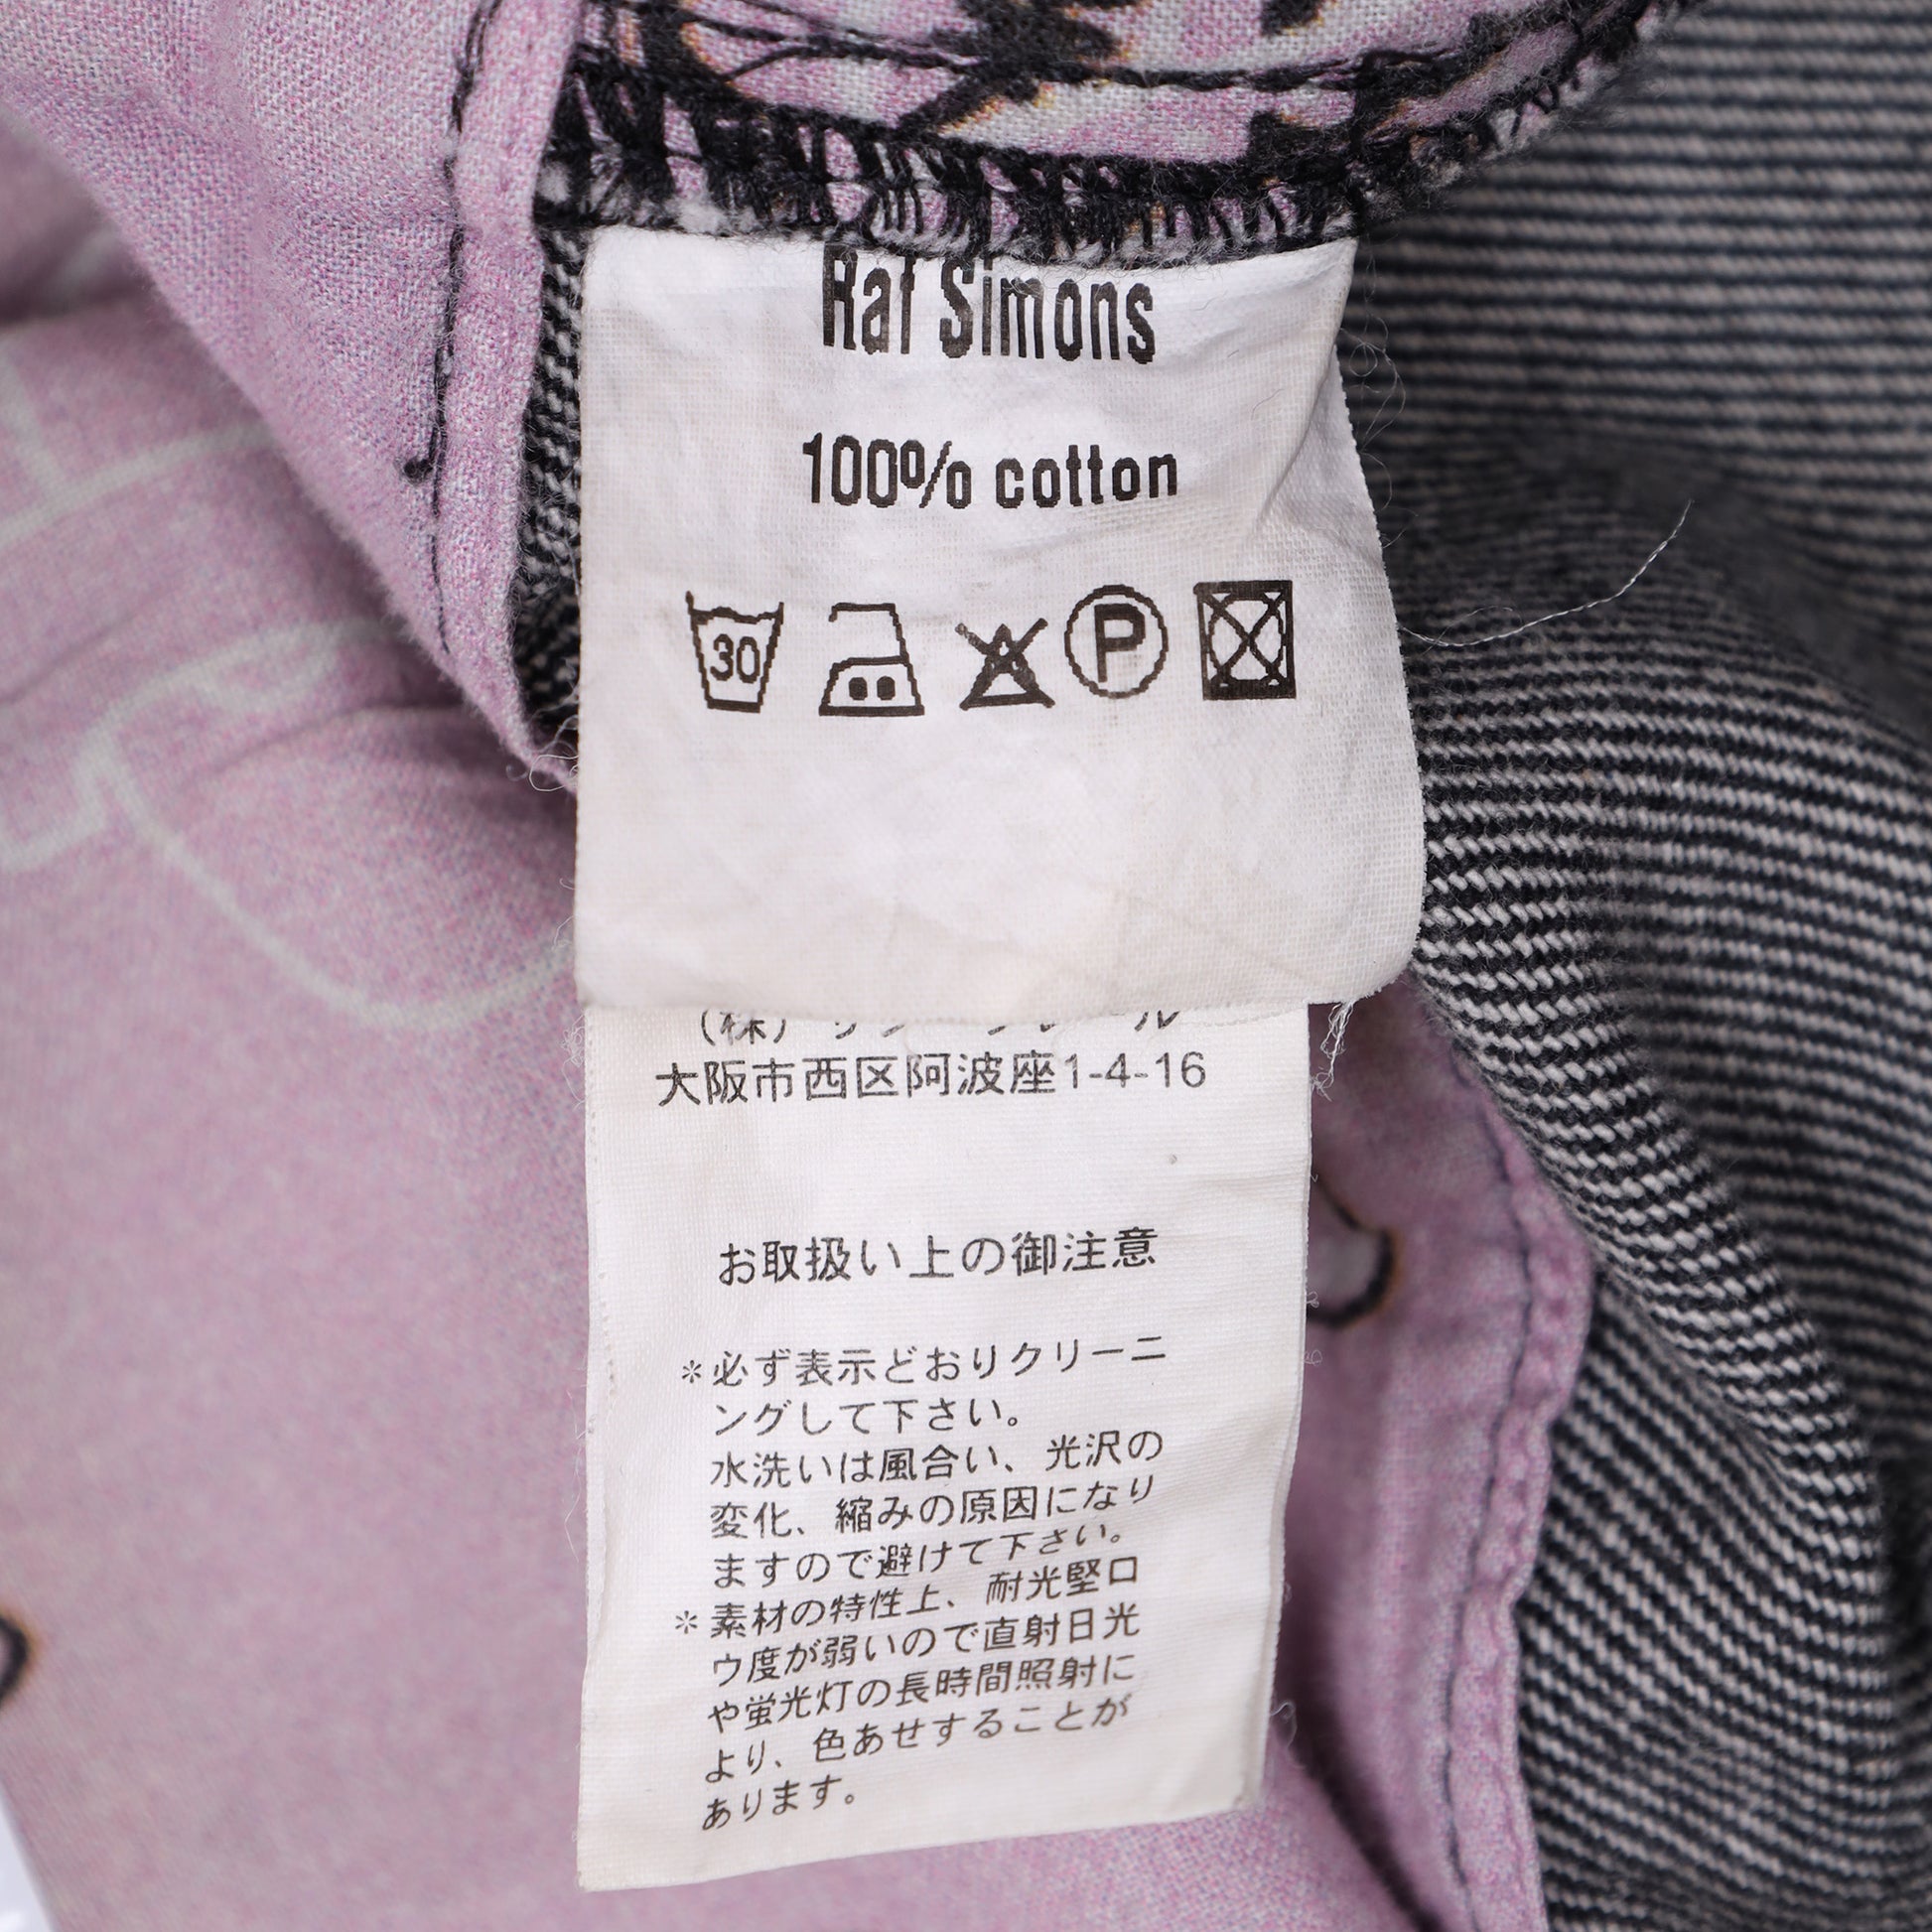 Raf Simons
100% cotton
30
P
(株)
大阪市西区阿波座1-4-16
お取扱い上の御注意
*必ず表示どおりクリーニ
ングして下さい。
水洗いは風合い、光沢の
変化、縮みの原因になり
ますので避けて下さい。
*素材の特性上、耐光堅ロ
ウ度が弱いので直射日光
や蛍光灯の長時間照射に
より、色あせすることが
あります。